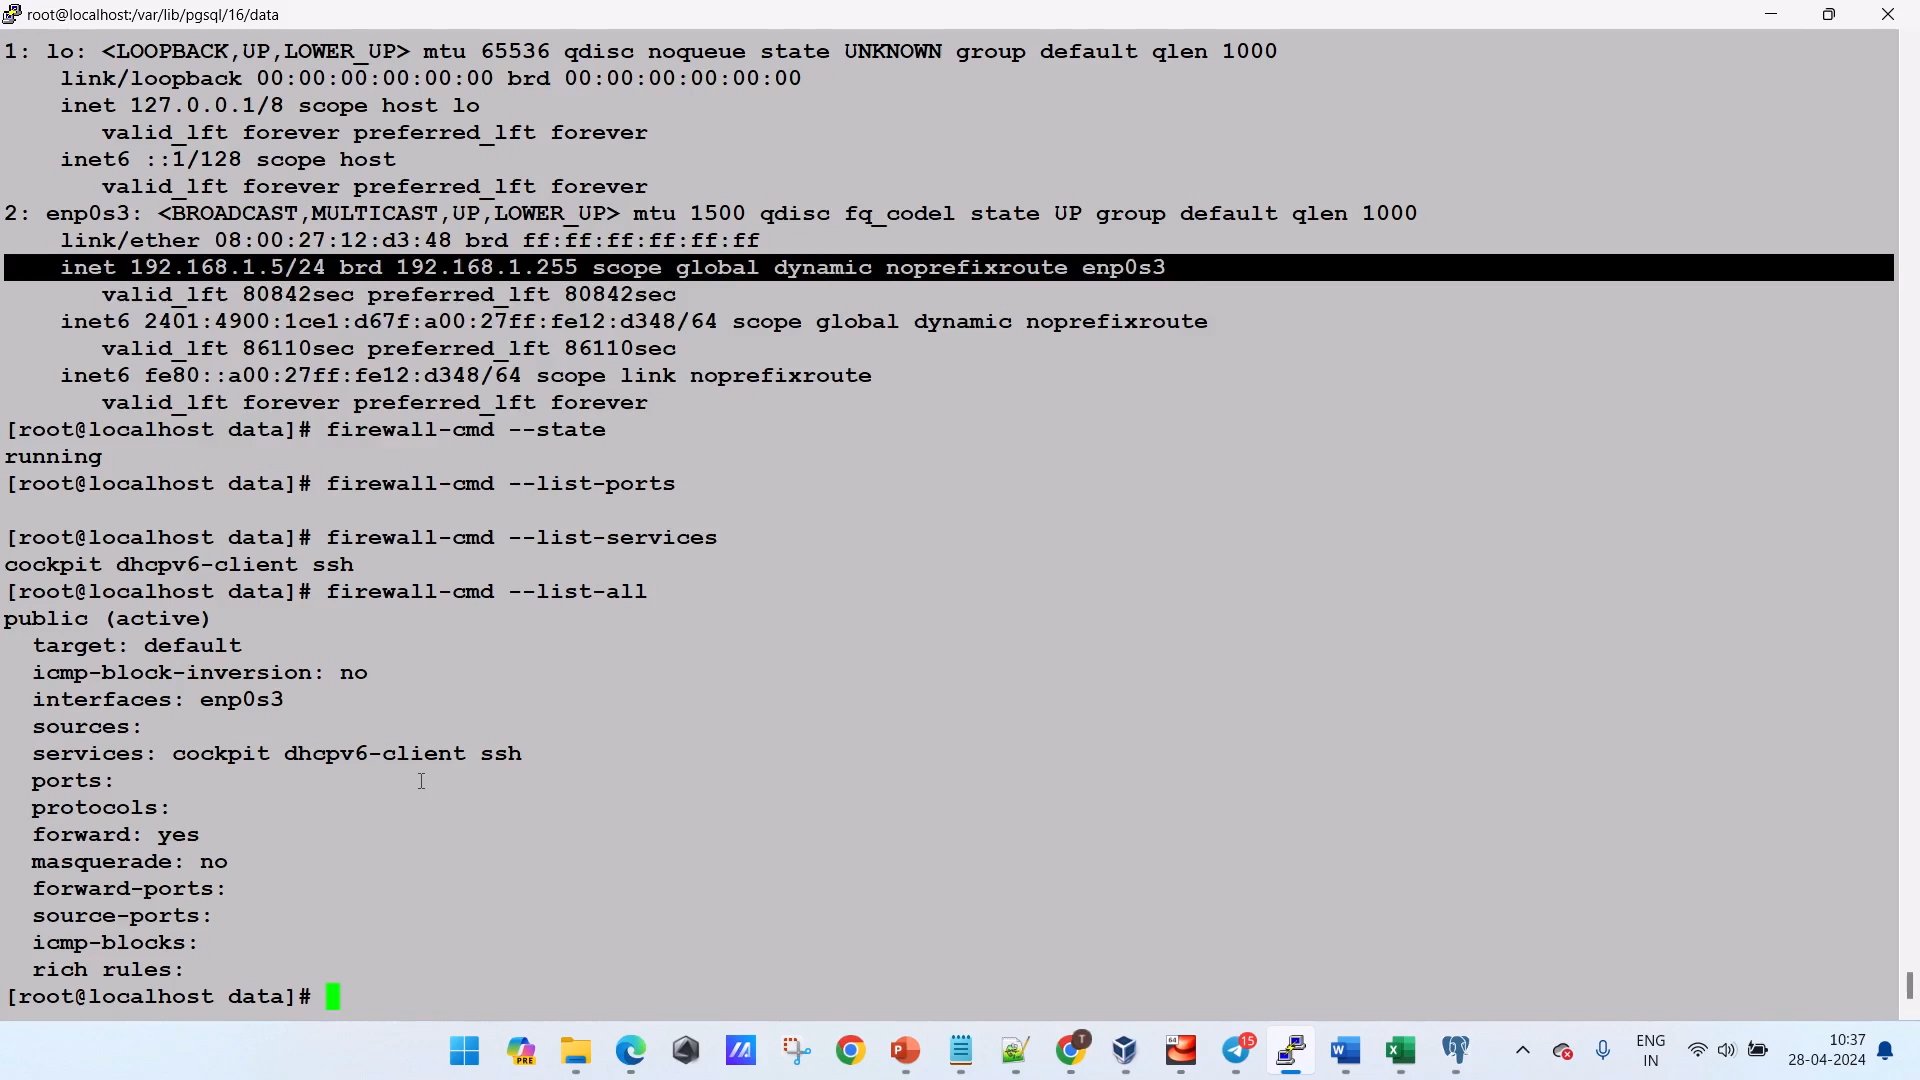 root@localhost:/var/lib/pgsql/16/data
1: lo: <LOOPBACK,UP,LOWER_UP> mtu 65536 qdisc noqueue state UNKNOWN group default qlen 1000
    link/loopback 00:00:00:00:00:00 brd 00:00:00:00:00:00
    inet 127.0.0.1/8 scope host lo
       valid_lft forever preferred_lft forever
    inet6 ::1/128 scope host
       valid_lft forever preferred_lft forever
2: enp0s3: <BROADCAST,MULTICAST,UP,LOWER_UP> mtu 1500 qdisc fq_codel state UP group default qlen 1000
    link/ether 08:00:27:12:d3:48 brd ff:ff:ff:ff:ff:ff
    inet 192.168.1.5/24 brd 192.168.1.255 scope global dynamic noprefixroute enp0s3
       valid_lft 80842sec preferred_lft 80842sec
    inet6 2401:4900:1ce1:d67f:a00:27ff:fe12:d348/64 scope global dynamic noprefixroute
       valid_lft 86110sec preferred_lft 86110sec
    inet6 fe80::a00:27ff:fe12:d348/64 scope link noprefixroute
       valid_lft forever preferred_lft forever
[root@localhost data]# firewall-cmd --state
running
[root@localhost data]# firewall-cmd --list-ports
[root@localhost data]# firewall-cmd --list-services
cockpit dhcpv6-client ssh
[root@localhost data]# firewall-cmd --list-all
public (active)
  target: default
  icmp-block-inversion: no
  interfaces: enp0s3
  sources:
  services: cockpit dhcpv6-client ssh
  ports:
  protocols:
  forward: yes
  masquerade: no
  forward-ports:
  source-ports:
  icmp-blocks:
  rich rules:
[root@localhost data]#
PRE
T
64
15
ENG
IN
10:37
28-04-2024